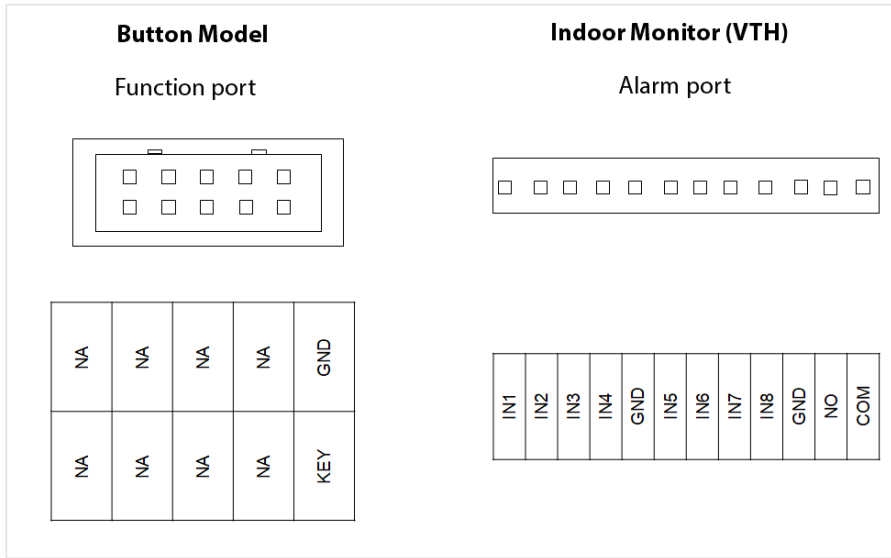 Button Model
Function port
NA NA NA NA GND
NA NA NA NA KEY
Indoor Monitor (VTH)
Alarm port
IN1 IN2 IN3 IN4 GND IN5 IN6 IN7 IN8 GND NO COM